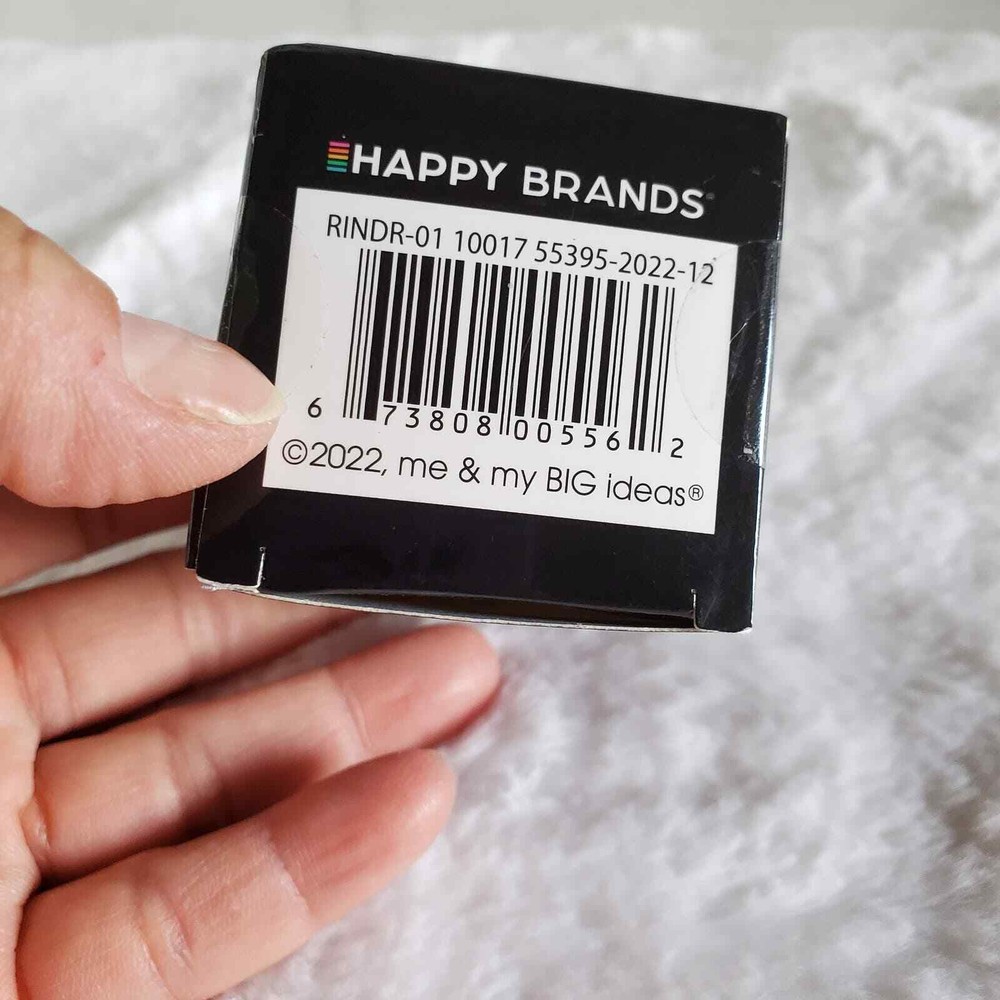 HAPPY BRANDS
RINDR-01 10017 55395-2022-12
6 73808 00556 2
©2022, me & my BIG ideas®